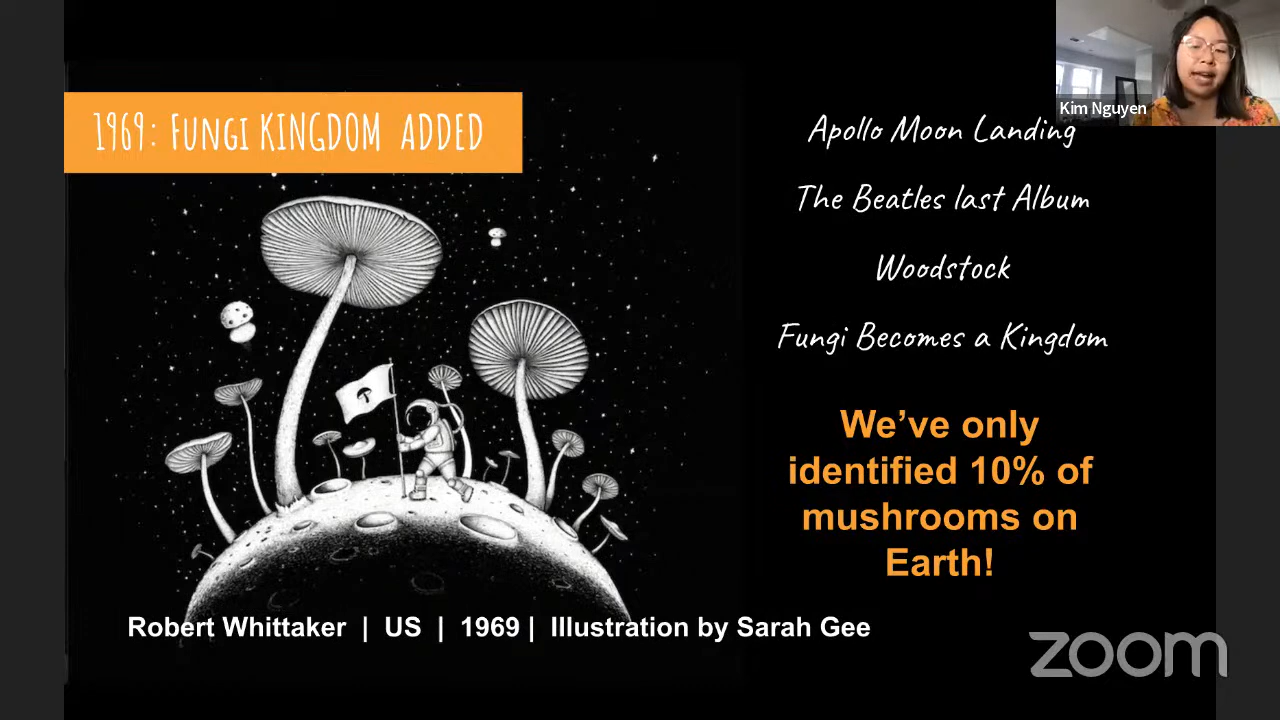 1969: FUNGI KINGDOM ADDED
Kim Nguyen
Apollo Moon Landing
The Beatles last Album
Woodstock
Fungi Becomes a Kingdom
We've only
identified 10% of
mushrooms on
Earth!
Robert Whittaker | US | 1969 | Illustration by Sarah Gee
zoom